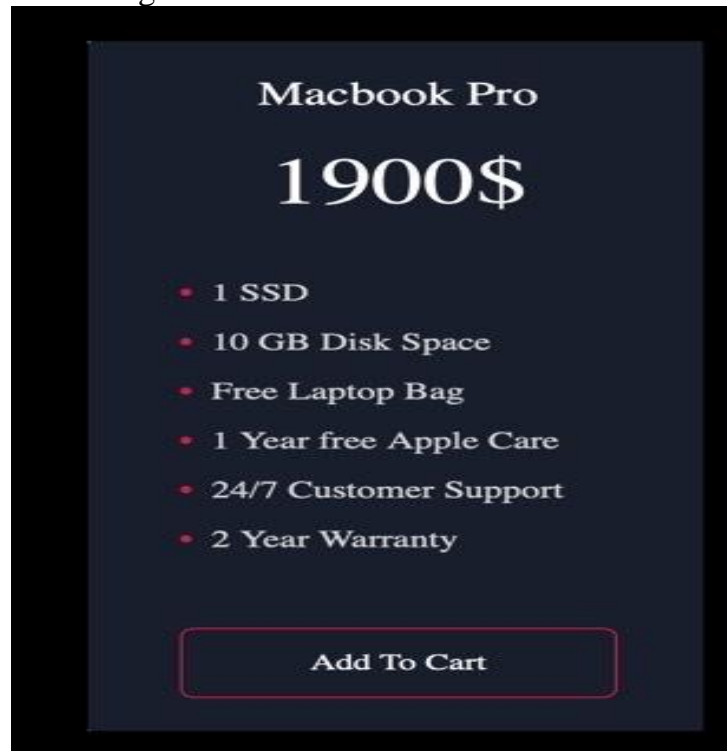 Macbook Pro
1900$
1 SSD
10 GB Disk Space
Free Laptop Bag
1 Year free Apple Care
24/7 Customer Support
2 Year Warranty
Add To Cart